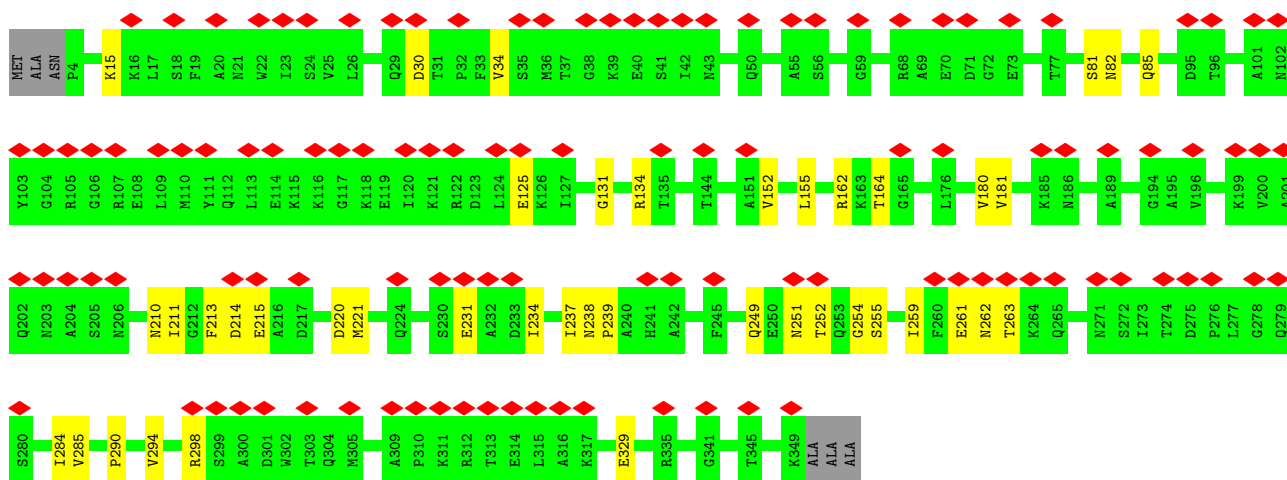 MET ALA ASN P4 K15 K16 L17 S18 F19 A20 N21 W22 I23 S24 V25 L26 Q29 D30 T31 P32 F33 V34 S35 M36 T37 G38 K39 E40 S41 I42 N43 Q50 A55 S56 G59 R68 A69 E70 D71 G72 E73 T77 S81 N82 Q85 D95 T96 A101 N102
Y103 G104 R105 G106 R107 E108 L109 M110 Y111 Q112 L113 E114 K115 K116 G117 K118 E119 I120 K121 R122 D123 L124 E125 K126 I127 G131 R134 T135 T144 A151 V152 L155 R162 K163 T164 G165 L176 V180 V181 K185 N186 A189 G194 A195 V196 K199 V200 A201
Q202 N203 A204 S205 N206 N210 I211 G212 F213 D214 E215 A216 D217 D220 M221 Q224 S230 E231 A232 D233 I234 I237 N238 P239 A240 H241 A242 F245 Q249 E250 N251 T252 Q253 G254 S255 I259 F260 E261 N262 T263 K264 Q265 N271 S272 I273 T274 D275 P276 L277 G278 Q279
S280 I284 V285 P290 V294 R298 S299 A300 D301 W302 T303 Q304 M305 A309 P310 K311 R312 T313 E314 L315 A316 K317 E329 R335 G341 T345 K349 ALA ALA ALA